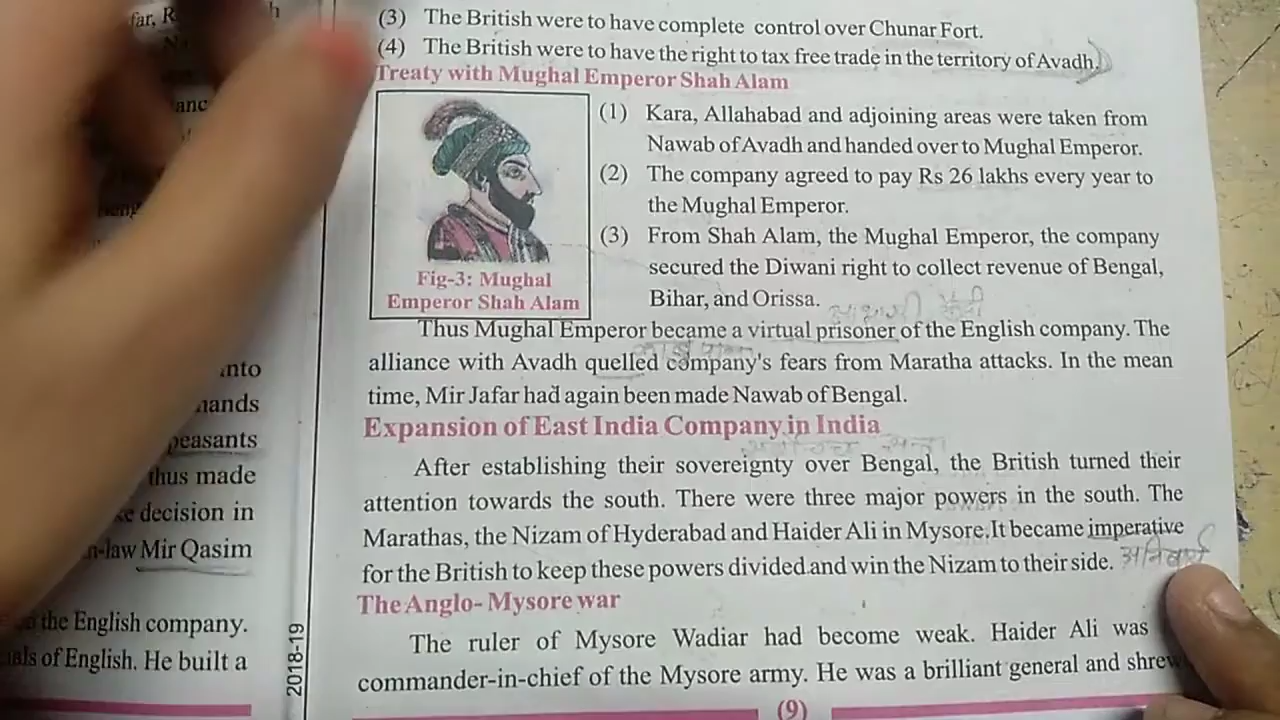 far, R
h
anc
into
hands
peasants
thus made
decision in
n-law Mir Qasim
the English company.
als of English. He built a
2018-19
(3) The British were to have complete control over Chunar Fort.
(4) The British were to have the right to tax free trade in the territory of Avadh.
Treaty with Mughal Emperor Shah Alam
(1) Kara, Allahabad and adjoining areas were taken from
Nawab of Avadh and handed over to Mughal Emperor.
(2) The company agreed to pay Rs 26 lakhs every year to
the Mughal Emperor.
(3) From Shah Alam, the Mughal Emperor, the company
secured the Diwani right to collect revenue of Bengal,
Bihar, and Orissa.
Fig-3: Mughal
Emperor Shah Alam
Thus Mughal Emperor became a virtual prisoner of the English company. The
alliance with Avadh quelled company's fears from Maratha attacks. In the mean
time, Mir Jafar had again been made Nawab of Bengal.
Expansion of East India Company in India
After establishing their sovereignty over Bengal, the British turned their
attention towards the south. There were three major powers in the south. The
Marathas, the Nizam of Hyderabad and Haider Ali in Mysore.It became imperative
for the British to keep these powers divided.and win the Nizam to their side. अनिवार्य
The Anglo- Mysore war
The ruler of Mysore Wadiar had become weak. Haider Ali was
commander-in-chief of the Mysore army. He was a brilliant general and shrew
(9)